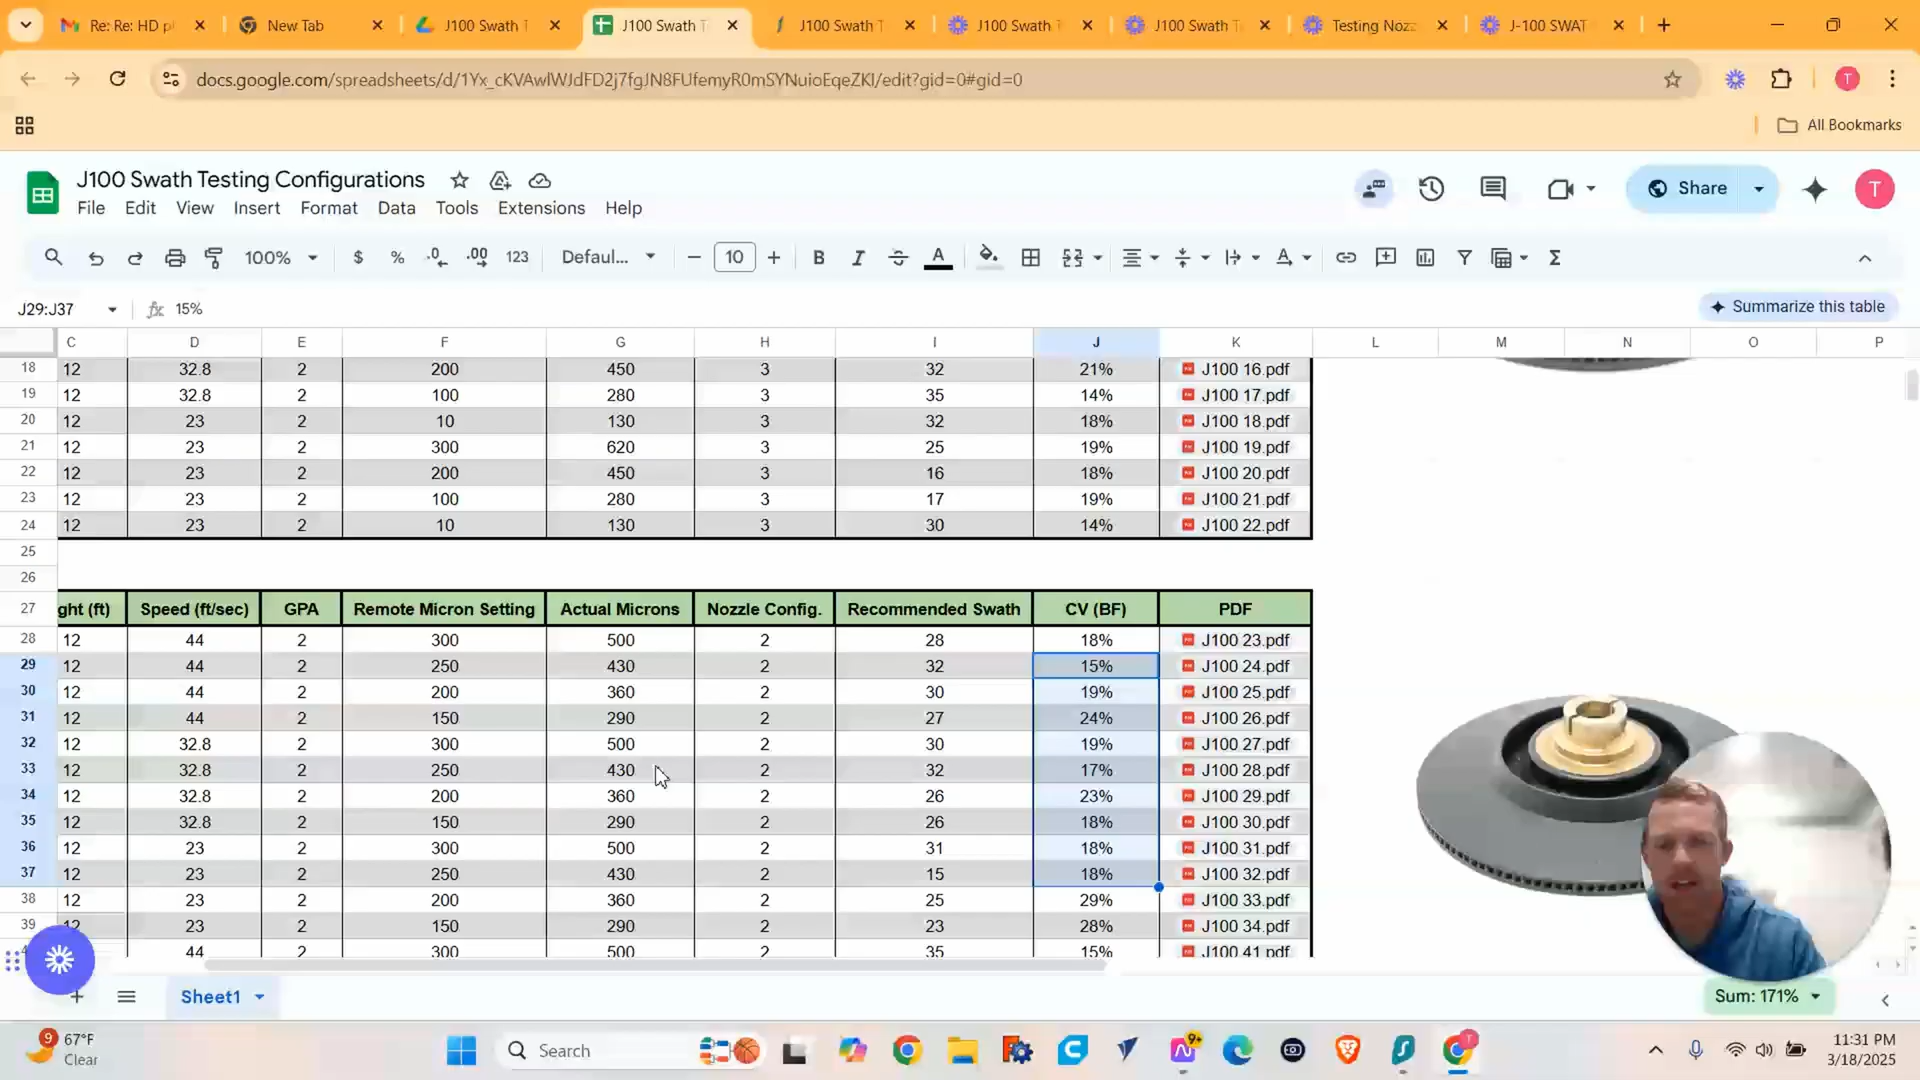 Re: Re: HD p
New Tab
J100 Swath T
J100 Swath T
J100 Swath T
J100 Swath T
J100 Swath T
Testing Nozz
J-100 SWAT
docs.google.com/spreadsheets/d/1Yx_cKVAwlWJdFD2j7fgJN8FUfemyR0mSYNuioEqeZKI/edit?gid=0#gid=0
T
All Bookmarks
J100 Swath Testing Configurations
File Edit View Insert Format Data Tools Extensions Help
Share
T
100% $ % .0 .00 123 Defaul... 10 B I A
J29:J37 fx 15%
Summarize this table
C D E F G H I J K L M N O P
18 12 32.8 2 200 450 3 32 21% J100 16.pdf
19 12 32.8 2 100 280 3 35 14% J100 17.pdf
20 12 23 2 10 130 3 32 18% J100 18.pdf
21 12 23 2 300 620 3 25 19% J100 19.pdf
22 12 23 2 200 450 3 16 18% J100 20.pdf
23 12 23 2 100 280 3 17 19% J100 21.pdf
24 12 23 2 10 130 3 30 14% J100 22.pdf
25
26
27 ght (ft) Speed (ft/sec) GPA Remote Micron Setting Actual Microns Nozzle Config. Recommended Swath CV (BF) PDF
28 12 44 2 300 500 2 28 18% J100 23.pdf
29 12 44 2 250 430 2 32 15% J100 24.pdf
30 12 44 2 200 360 2 30 19% J100 25.pdf
31 12 44 2 150 290 2 27 24% J100 26.pdf
32 12 32.8 2 300 500 2 30 19% J100 27.pdf
33 12 32.8 2 250 430 2 32 17% J100 28.pdf
34 12 32.8 2 200 360 2 26 23% J100 29.pdf
35 12 32.8 2 150 290 2 26 18% J100 30.pdf
36 12 23 2 300 500 2 31 18% J100 31.pdf
37 12 23 2 250 430 2 15 18% J100 32.pdf
38 12 23 2 200 360 2 25 29% J100 33.pdf
39 12 23 2 150 290 2 23 28% J100 34.pdf
44 2 300 500 2 35 15% J100 41.pdf
Sheet1
Sum: 171%
9 67°F
Clear
Search
9+
11:31 PM
3/18/2025